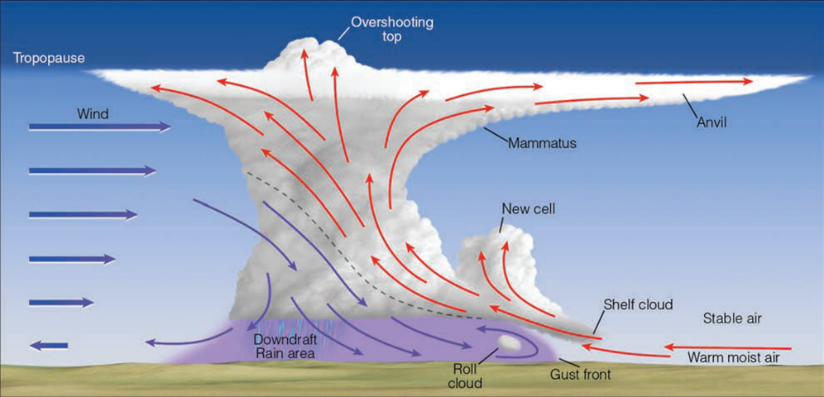 Overshooting
top
Tropopause
Wind
Anvil
Mammatus
New cell
Shelf cloud
Stable air
Downdraft
Rain area
Warm moist air
Roll
cloud
Gust front